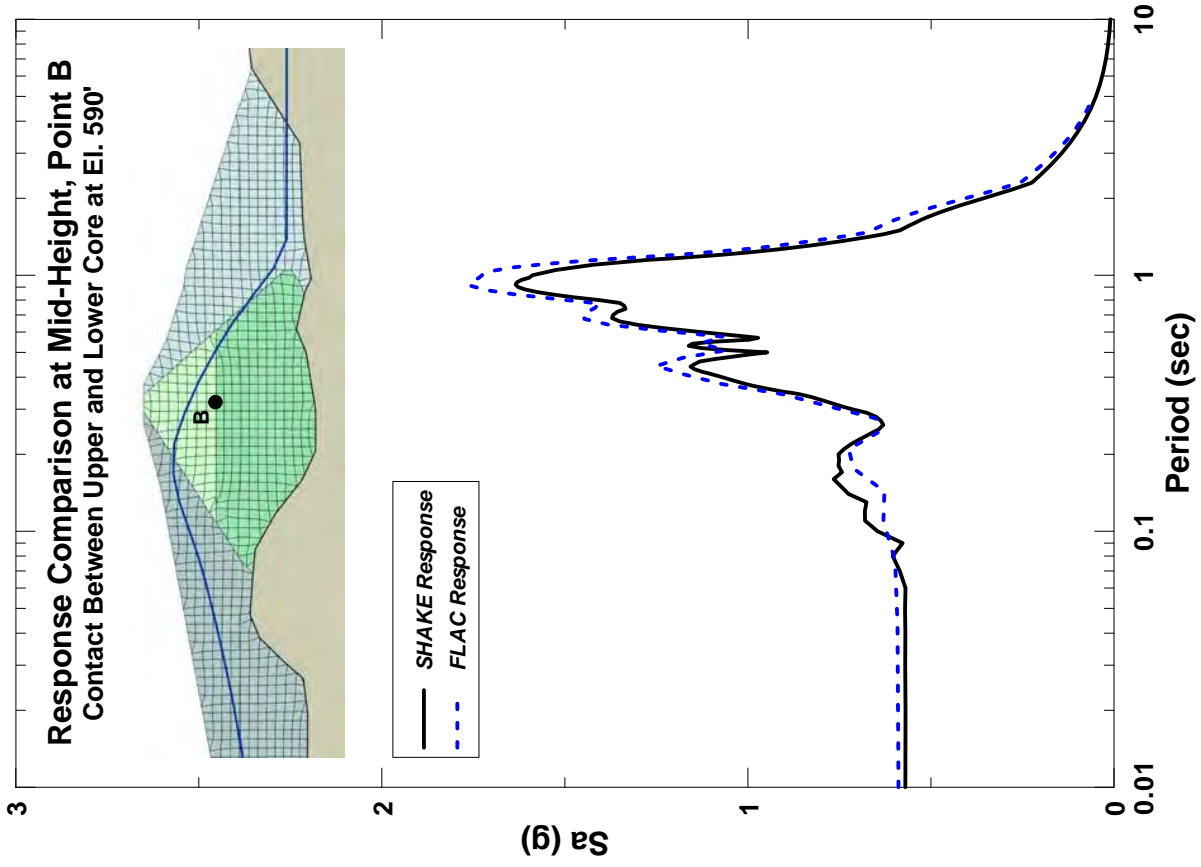 Response Comparison at Mid-Height, Point B
Contact Between Upper and Lower Core at El. 590'
B
SHAKE Response
FLAC Response
3
2
1
0
Sa (g)
0.01
0.1
1
10
Period (sec)